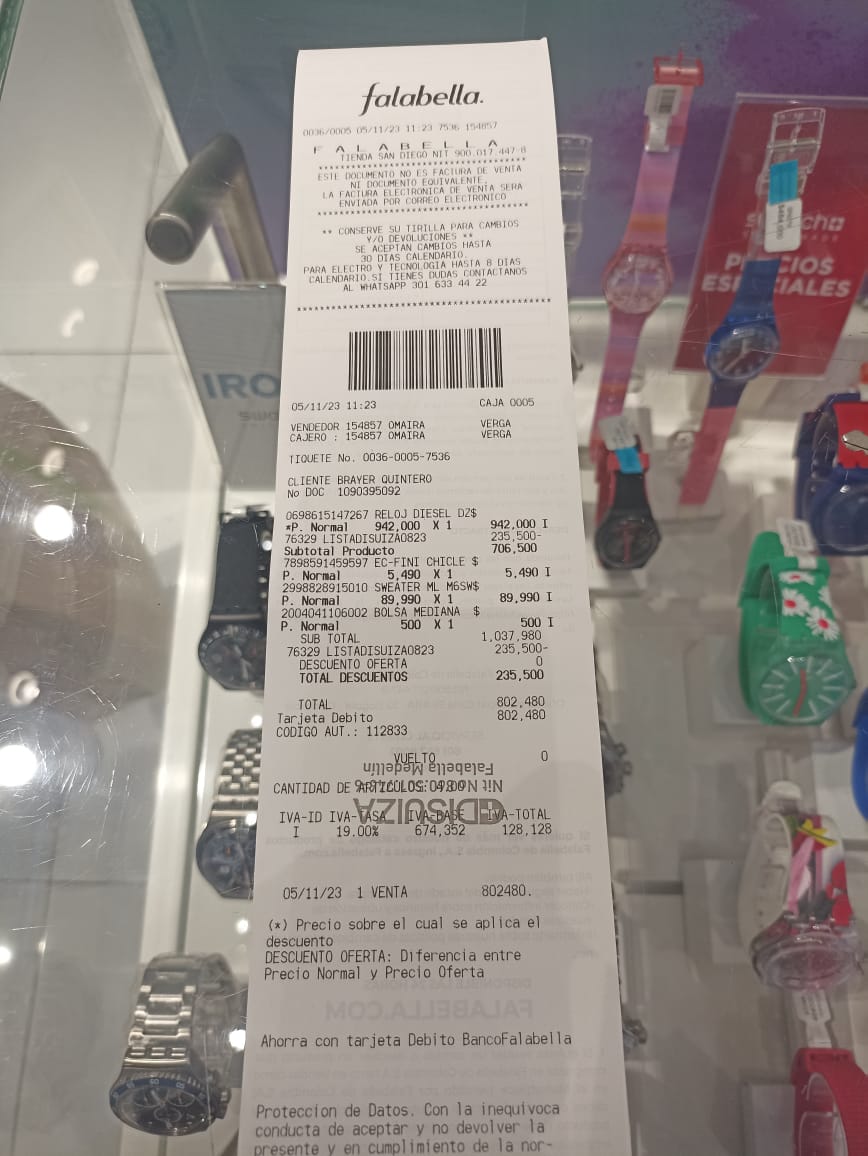 falabella.
0036/0005 05/11/23 11:23 7536 154857
F A L A B E L L A
TIENDA SAN DIEGO NIT 900.017.447-8
**********************************
ESTE DOCUMENTO NO ES FACTURA DE VENTA
NI DOCUMENTO EQUIVALENTE,
LA FACTURA ELECTRONICA DE VENTA SERA
ENVIADA POR CORREO ELECTRONICO
**********************************
** CONSERVE SU TIRILLA PARA CAMBIOS
Y/O DEVOLUCIONES **
SE ACEPTAN CAMBIOS HASTA
30 DIAS CALENDARIO.
PARA ELECTRO Y TECNOLOGIA HASTA 8 DIAS
CALENDARIO.SI TIENES DUDAS CONTACTANOS
AL WHATSAPP 301 633 44 22
****************************************
05/11/23 11:23 CAJA 0005
VENDEDOR 154857 OMAIRA VERGA
CAJERO : 154857 OMAIRA VERGA
TIQUETE No. 0036-0005-7536
CLIENTE BRAYER QUINTERO
No DOC 1090395092
0698615147267 RELOJ DIESEL DZ$
*P. Normal 942,000 X 1 942,000 I
76329 LISTADISUIZA0823 235,500-
Subtotal Producto 706,500
7898591459597 EC-FINI CHICLE $
P. Normal 5,490 X 1 5,490 I
2998828915010 SWEATER ML M6SW$
P. Normal 89,990 X 1 89,990 I
2004041106002 BOLSA MEDIANA $
P. Normal 500 X 1 500 I
SUB TOTAL 1,037,980
76329 LISTADISUIZA0823 235,500-
DESCUENTO OFERTA 0
TOTAL DESCUENTOS 235,500
TOTAL 802,480
Tarjeta Debito 802,480
CODIGO AUT.: 112833
VUELTO 0
Falabella Medellín
CANTIDAD DE ARTICULOS:
DISUIZA
IVA-ID IVA-TASA IVA-BASE IVA-TOTAL
I 19.00% 674,352 128,128
05/11/23 1 VENTA 802480.
(*) Precio sobre el cual se aplica el
descuento
DESCUENTO OFERTA: Diferencia entre
Precio Normal y Precio Oferta
FALABELLA.COM
Ahorra con tarjeta Debito BancoFalabella
Proteccion de Datos. Con la inequivoca
conducta de aceptar y no devolver la
presente y en cumplimiento de la nor-
IRO
swatch+
PRECIOS
ESPECIALES